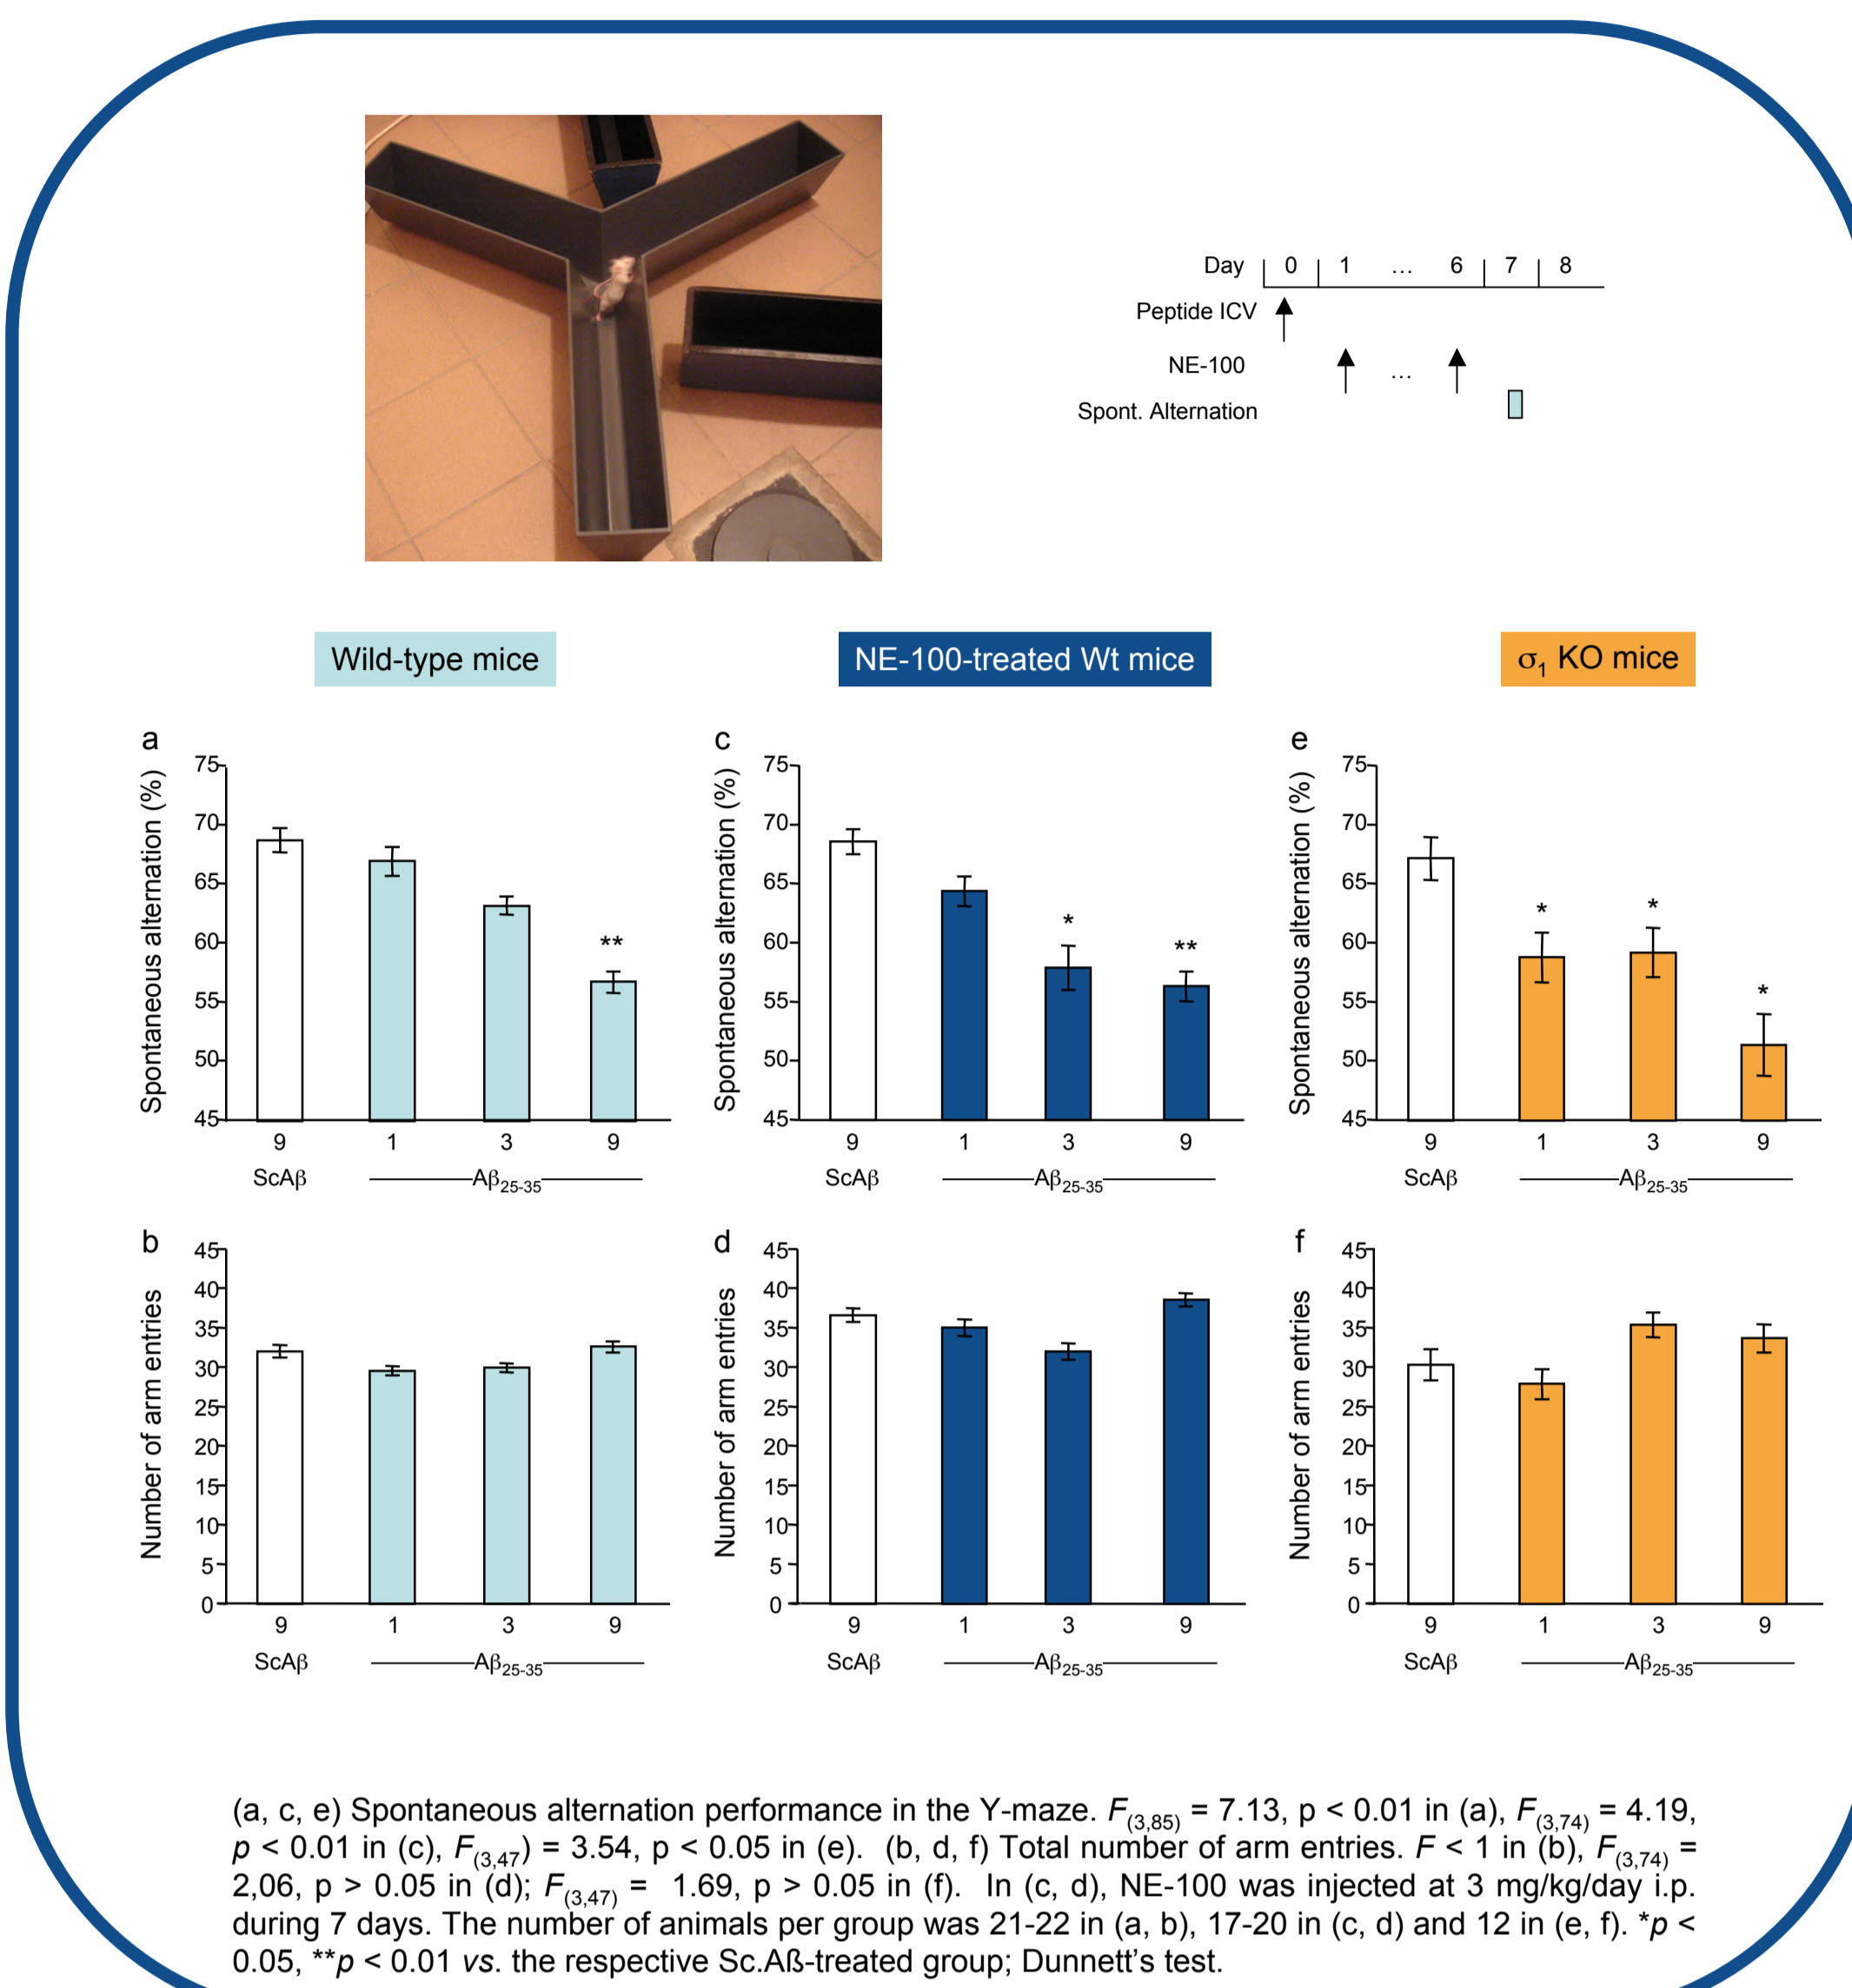 Day 0 1 … 6 7 8
Peptide ICV
NE-100 …
Spont. Alternation
Wild-type mice
NE-100-treated Wt mice
σ1 KO mice
a
Spontaneous alternation (%)
75
70
65
60
55
50
45
**
9 1 3 9
ScAβ Aβ25-35
c
Spontaneous alternation (%)
75
70
65
60
55
50
45
* **
9 1 3 9
ScAβ Aβ25-35
e
Spontaneous alternation (%)
75
70
65
60
55
50
45
* * *
9 1 3 9
ScAβ Aβ25-35
b
Number of arm entries
45
40
35
30
25
20
15
10
5
0
9 1 3 9
ScAβ Aβ25-35
d
Number of arm entries
45
40
35
30
25
20
15
10
5
0
9 1 3 9
ScAβ Aβ25-35
f
Number of arm entries
45
40
35
30
25
20
15
10
5
0
9 1 3 9
ScAβ Aβ25-35
(a, c, e) Spontaneous alternation performance in the Y-maze. F(3,85) = 7.13, p < 0.01 in (a), F(3,74) = 4.19,
p < 0.01 in (c), F(3,47) = 3.54, p < 0.05 in (e). (b, d, f) Total number of arm entries. F < 1 in (b), F(3,74) =
2,06, p > 0.05 in (d); F(3,47) = 1.69, p > 0.05 in (f). In (c, d), NE-100 was injected at 3 mg/kg/day i.p.
during 7 days. The number of animals per group was 21-22 in (a, b), 17-20 in (c, d) and 12 in (e, f). *p <
0.05, **p < 0.01 vs. the respective Sc.Aß-treated group; Dunnett's test.